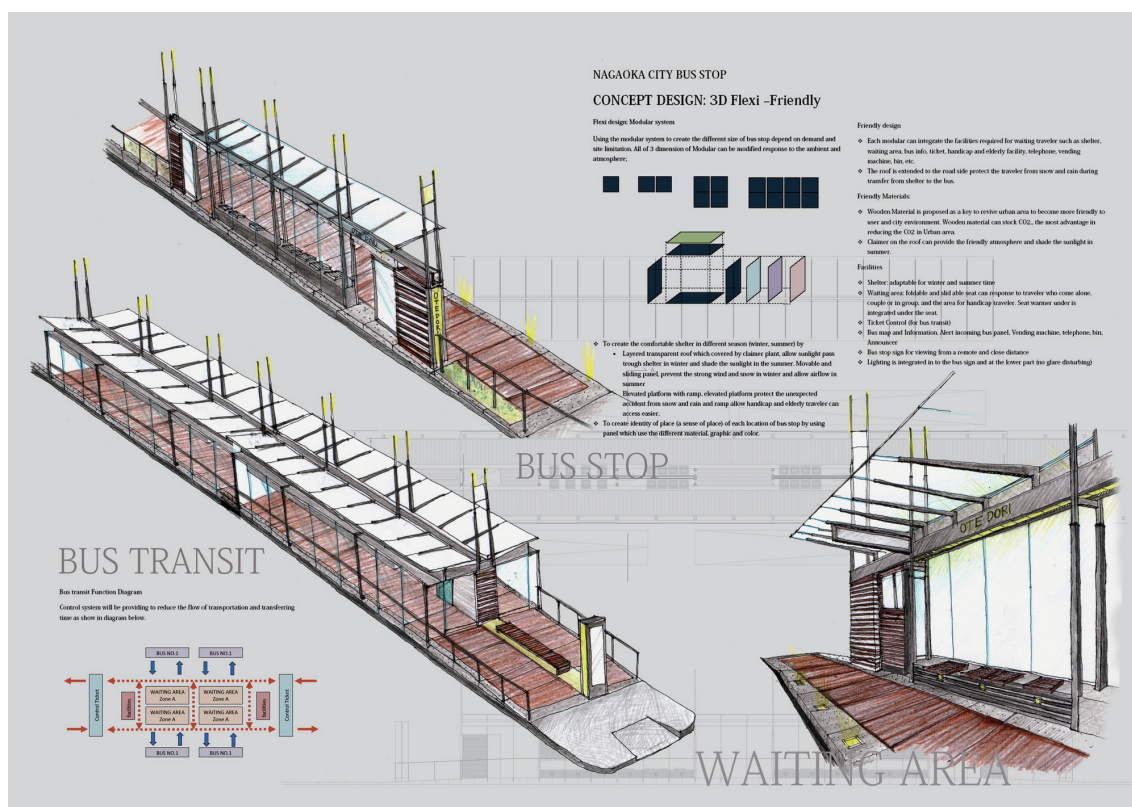 NAGAOKA CITY BUS STOP
CONCEPT DESIGN: 3D Flexi –Friendly
Flexi design: Modular system
Using the modular system to create the different size of bus stop depend on demand and
site limitation. All of 3 dimension of Modular can be modified response to the ambient and
atmosphere;
❖ To create the comfortable shelter in different season (winter, summer) by
• Layered transparent roof which covered by claimer plant, allow sunlight pass
trough shelter in winter and shade the sunlight in the summer. Movable and
sliding panel, prevent the strong wind and snow in winter and allow airflow in
summer
Elevated platform with ramp, elevated platform protect the unexpected
accident from snow and rain and ramp allow handicap and elderly traveler can
access easier.
❖ To create identity of place (a sense of place) of each location of bus stop by using
panel which use the different material, graphic and color.
Friendly design
❖ Each modular can integrate the facilities required for waiting traveler such as shelter,
waiting area, bus info, ticket, handicap and elderly facility, telephone, vending
machine, bin, etc.
❖ The roof is extended to the road side protect the traveler from snow and rain during
transfer from shelter to the bus.
Friendly Materials:
❖ Wooden Material is proposed as a key to revive urban area to become more friendly to
user and city environment. Wooden material can stock CO2,, the most advantage in
reducing the CO2 in Urban area.
❖ Claimer on the roof can provide the friendly atmosphere and shade the sunlight in
summer.
Facilities
❖ Shelter: adaptable for winter and summer time
❖ Waiting area: foldable and slid able seat can response to traveler who come alone,
couple or in group, and the area for handicap traveler. Seat warmer under is
integrated under the seat.
❖ Ticket Control (for bus transit)
❖ Bus map and Information, Alert incoming bus panel, Vending machine, telephone, bin,
Announcer
❖ Bus stop sign for viewing from a remote and close distance
❖ Lighting is integrated in to the bus sign and at the lower part (no glare disturbing)
OTE DORI
OTEDORI
BUS STOP
OTE DORI
BUS TRANSIT
Bus transit Function Diagram
Control system will be providing to reduce the flow of transportation and transferring
time as show in diagram below.
BUS NO.1
BUS NO.1
Control Ticket
facilities
WAITING AREA
Zone A
WAITING AREA
Zone A
WAITING AREA
Zone A
WAITING AREA
Zone A
facilities
Control Ticket
BUS NO.1
BUS NO.1
WAITING AREA